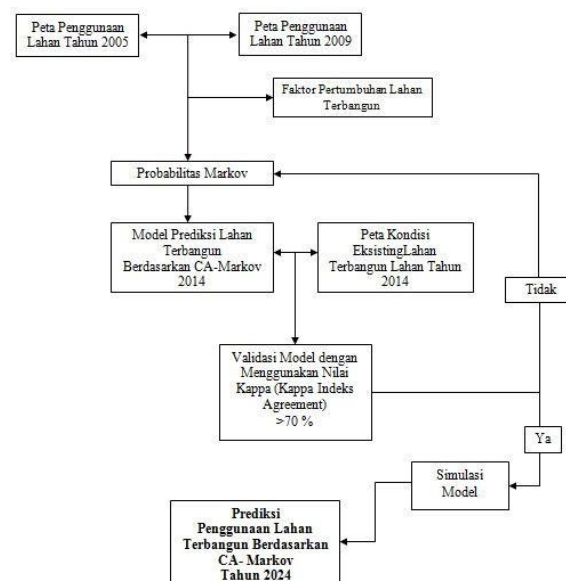 Peta Penggunaan
Lahan Tahun 2005
Peta Penggunaan
Lahan Tahun 2009
Faktor Pertumbuhan Lahan
Terbangun
Probabilitas Markov
Model Prediksi Lahan
Terbangun
Berdasarkan CA-Markov
2014
Peta Kondisi
EksistingLahan
Terbangun Lahan Tahun
2014
Tidak
Validasi Model dengan
Menggunakan Nilai
Kappa (Kappa Indeks
Agreement)
>70 %
Ya
Simulasi
Model
Prediksi
Penggunaan Lahan
Terbangun Berdasarkan
CA- Markov
Tahun 2024